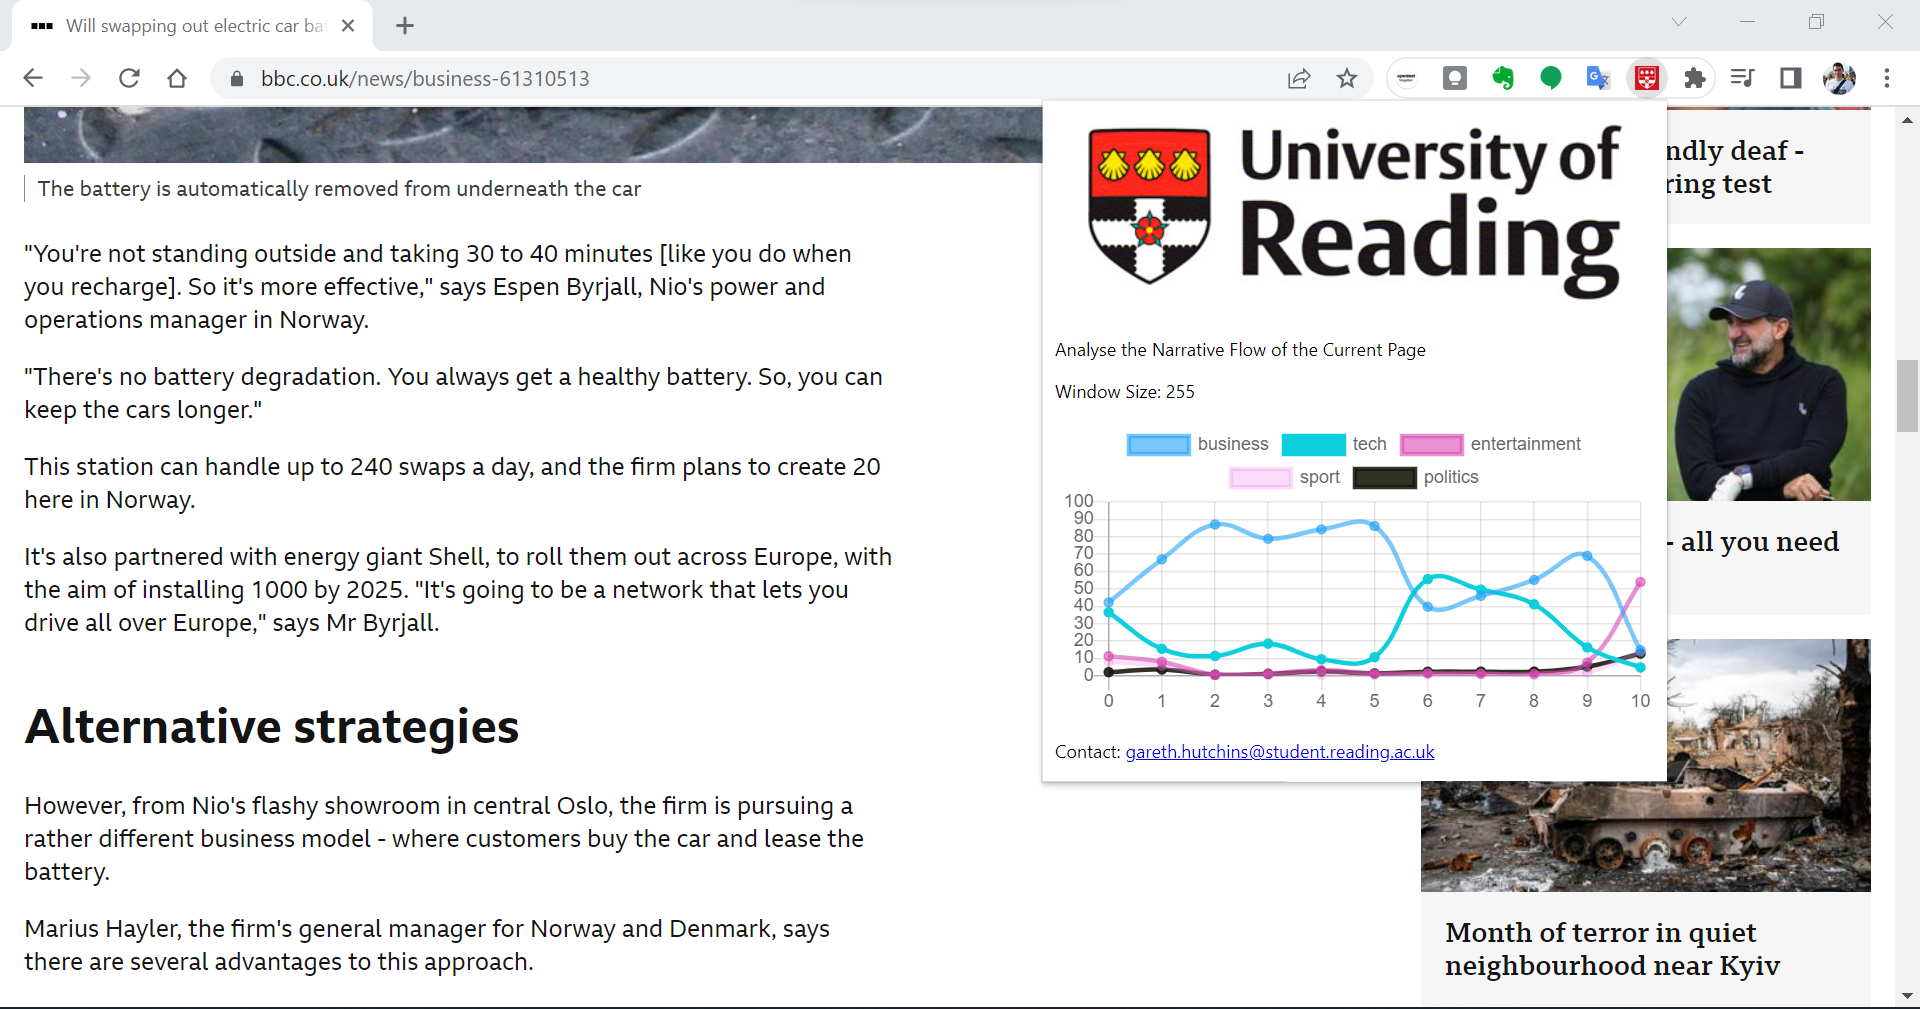 Will swapping out electric car bat
bbc.co.uk/news/business-61310513
The battery is automatically removed from underneath the car
"You're not standing outside and taking 30 to 40 minutes [like you do when
you recharge]. So it's more effective," says Espen Byrjall, Nio's power and
operations manager in Norway.
"There's no battery degradation. You always get a healthy battery. So, you can
keep the cars longer."
This station can handle up to 240 swaps a day, and the firm plans to create 20
here in Norway.
It's also partnered with energy giant Shell, to roll them out across Europe, with
the aim of installing 1000 by 2025. "It's going to be a network that lets you
drive all over Europe," says Mr Byrjall.
Alternative strategies
However, from Nio's flashy showroom in central Oslo, the firm is pursuing a
rather different business model - where customers buy the car and lease the
battery.
Marius Hayler, the firm's general manager for Norway and Denmark, says
there are several advantages to this approach.
University of
Reading
Analyse the Narrative Flow of the Current Page
Window Size: 255
business tech entertainment
sport politics
100
90
80
70
60
50
40
30
20
10
0
0 1 2 3 4 5 6 7 8 9 10
Contact: gareth.hutchins@student.reading.ac.uk
ndly deaf -
ring test
- all you need
Month of terror in quiet
neighbourhood near Kyiv